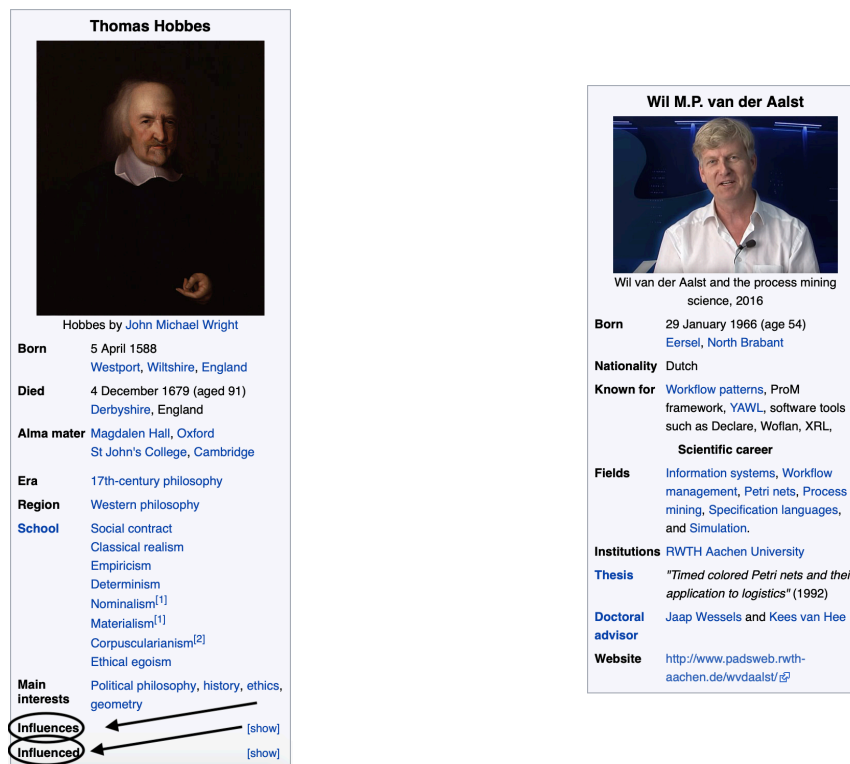 Thomas Hobbes
Hobbes by John Michael Wright
Born 5 April 1588
Westport, Wiltshire, England
Died 4 December 1679 (aged 91)
Derbyshire, England
Alma mater Magdalen Hall, Oxford
St John's College, Cambridge
Era 17th-century philosophy
Region Western philosophy
School Social contract
Classical realism
Empiricism
Determinism
Nominalism[1]
Materialism[1]
Corpuscularianism[2]
Ethical egoism
Main interests Political philosophy, history, ethics,
geometry
Influences [show]
Influenced [show]
Wil M.P. van der Aalst
Wil van der Aalst and the process mining
science, 2016
Born 29 January 1966 (age 54)
Eersel, North Brabant
Nationality Dutch
Known for Workflow patterns, ProM
framework, YAWL, software tools
such as Declare, Woflan, XRL,
Scientific career
Fields Information systems, Workflow
management, Petri nets, Process
mining, Specification languages,
and Simulation.
Institutions RWTH Aachen University
Thesis "Timed colored Petri nets and thei
application to logistics" (1992)
Doctoral advisor Jaap Wessels and Kees van Hee
Website http://www.padsweb.rwth-
aachen.de/wvdaalst/